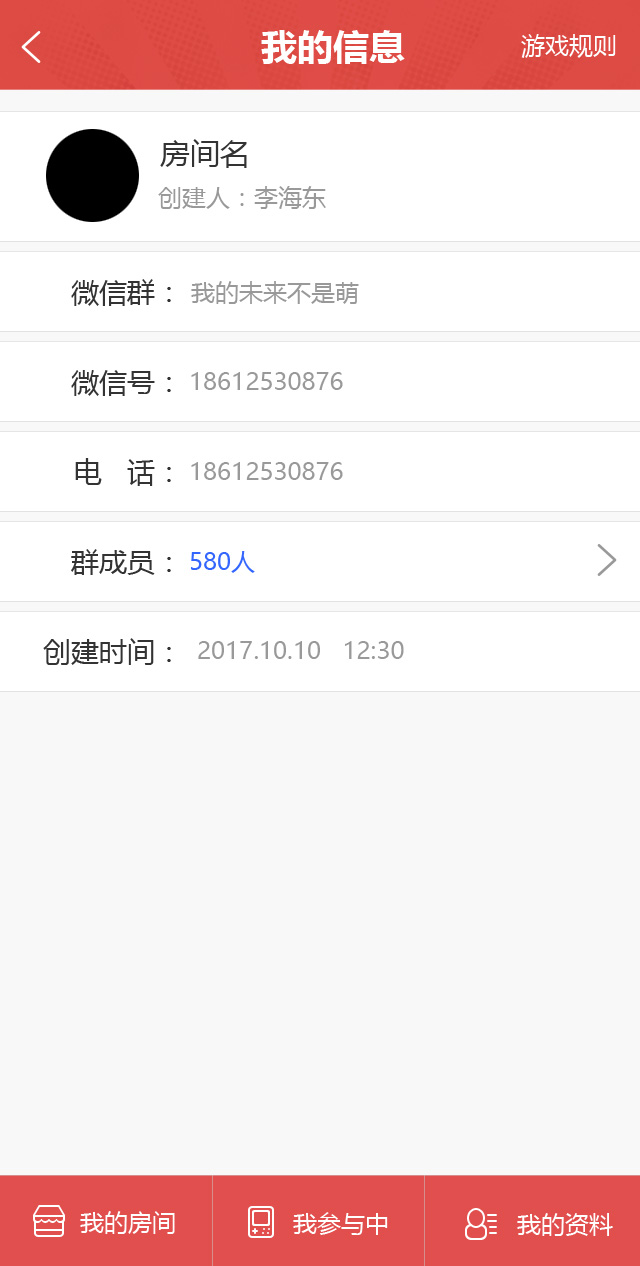 我的信息
游戏规则
房间名
创建人：李海东
微信群： 我的未来不是萌
微信号： 18612530876
电 话： 18612530876
群成员： 580人
创建时间： 2017.10.10 12:30
我的房间
我参与中
我的资料